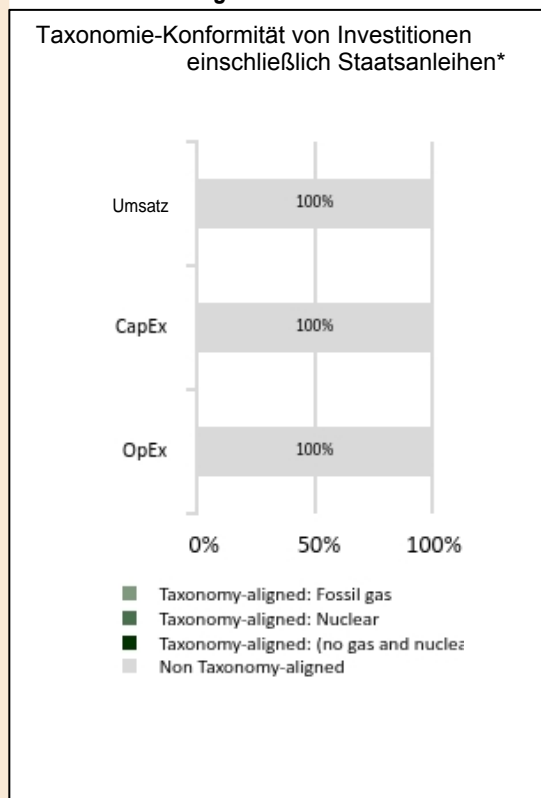 Taxonomie-Konformität von Investitionen
einschließlich Staatsanleihen*
Umsatz 100%
CapEx 100%
OpEx 100%
0% 50% 100%
Taxonomy-aligned: Fossil gas
Taxonomy-aligned: Nuclear
Taxonomy-aligned: (no gas and nuclea
Non Taxonomy-aligned